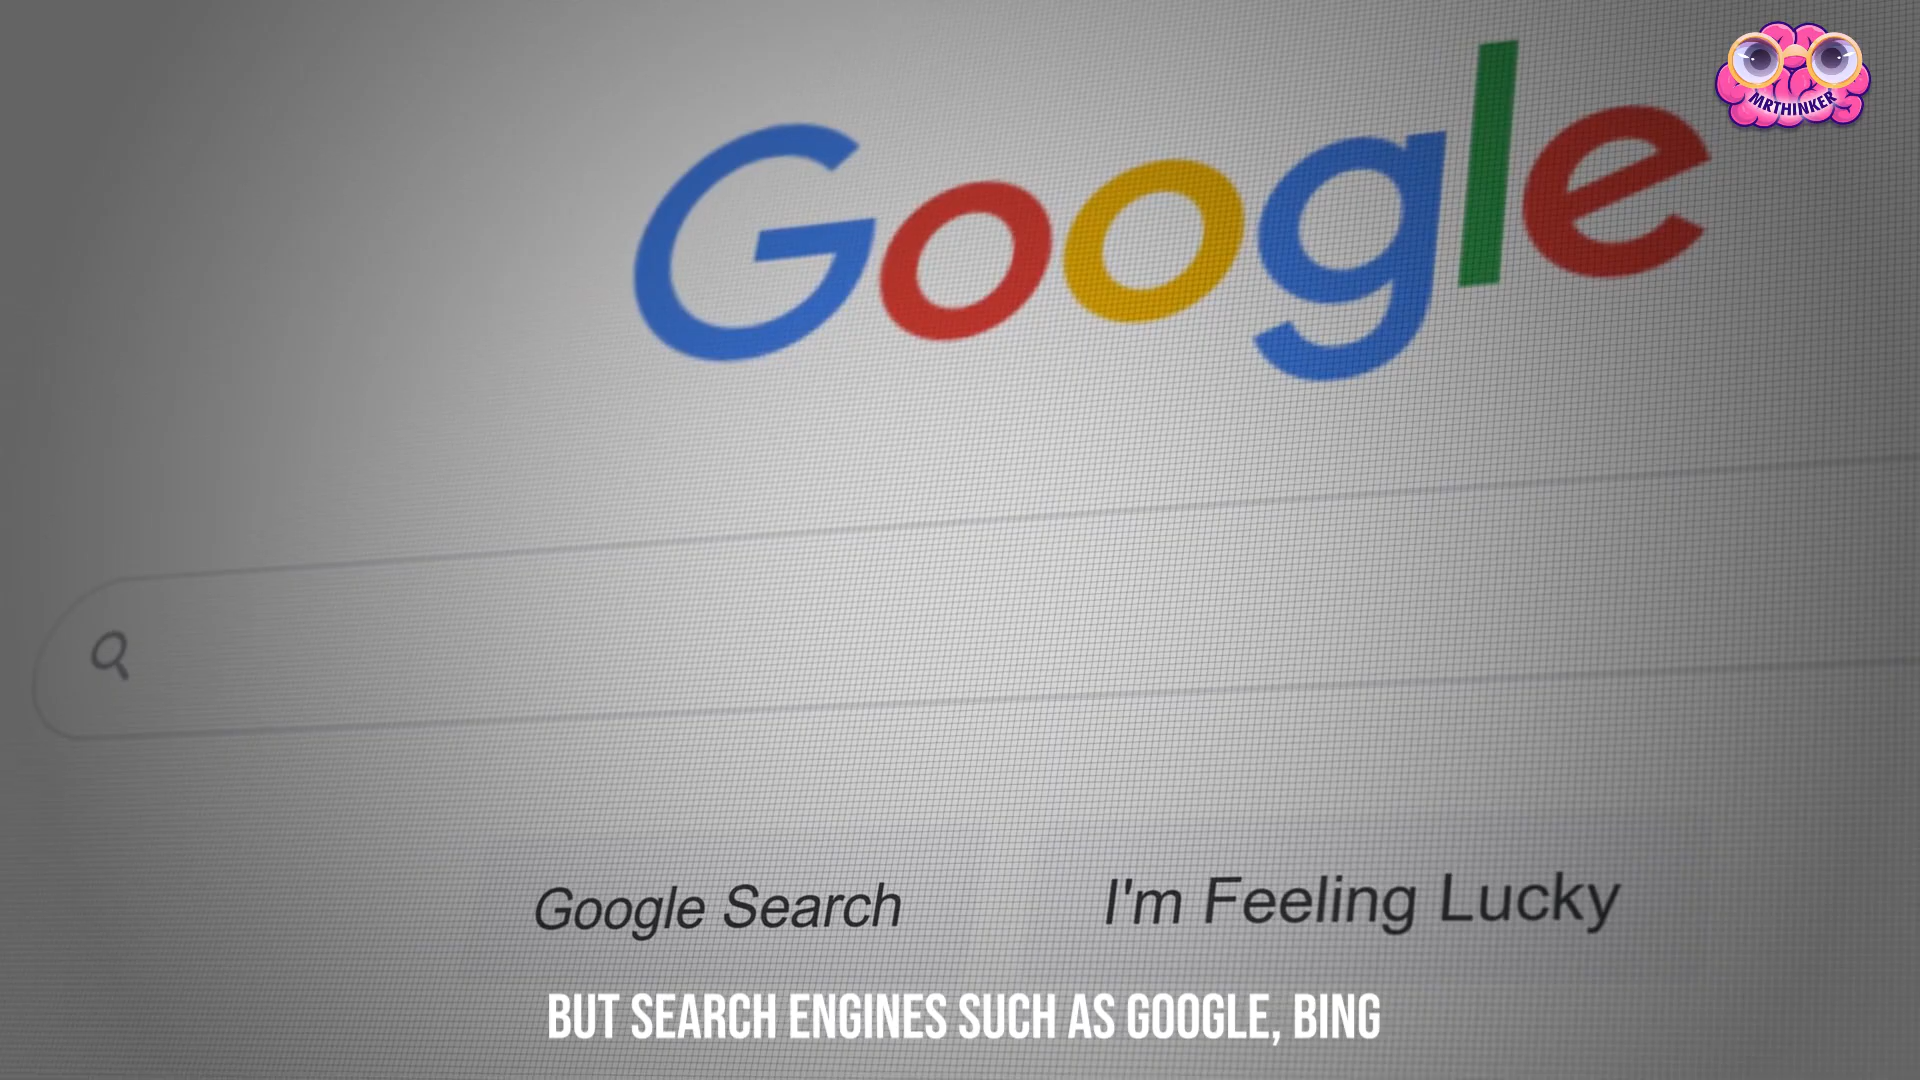 Google
MRTHINKER
Google Search
I'm Feeling Lucky
BUT SEARCH ENGINES SUCH AS GOOGLE, BING